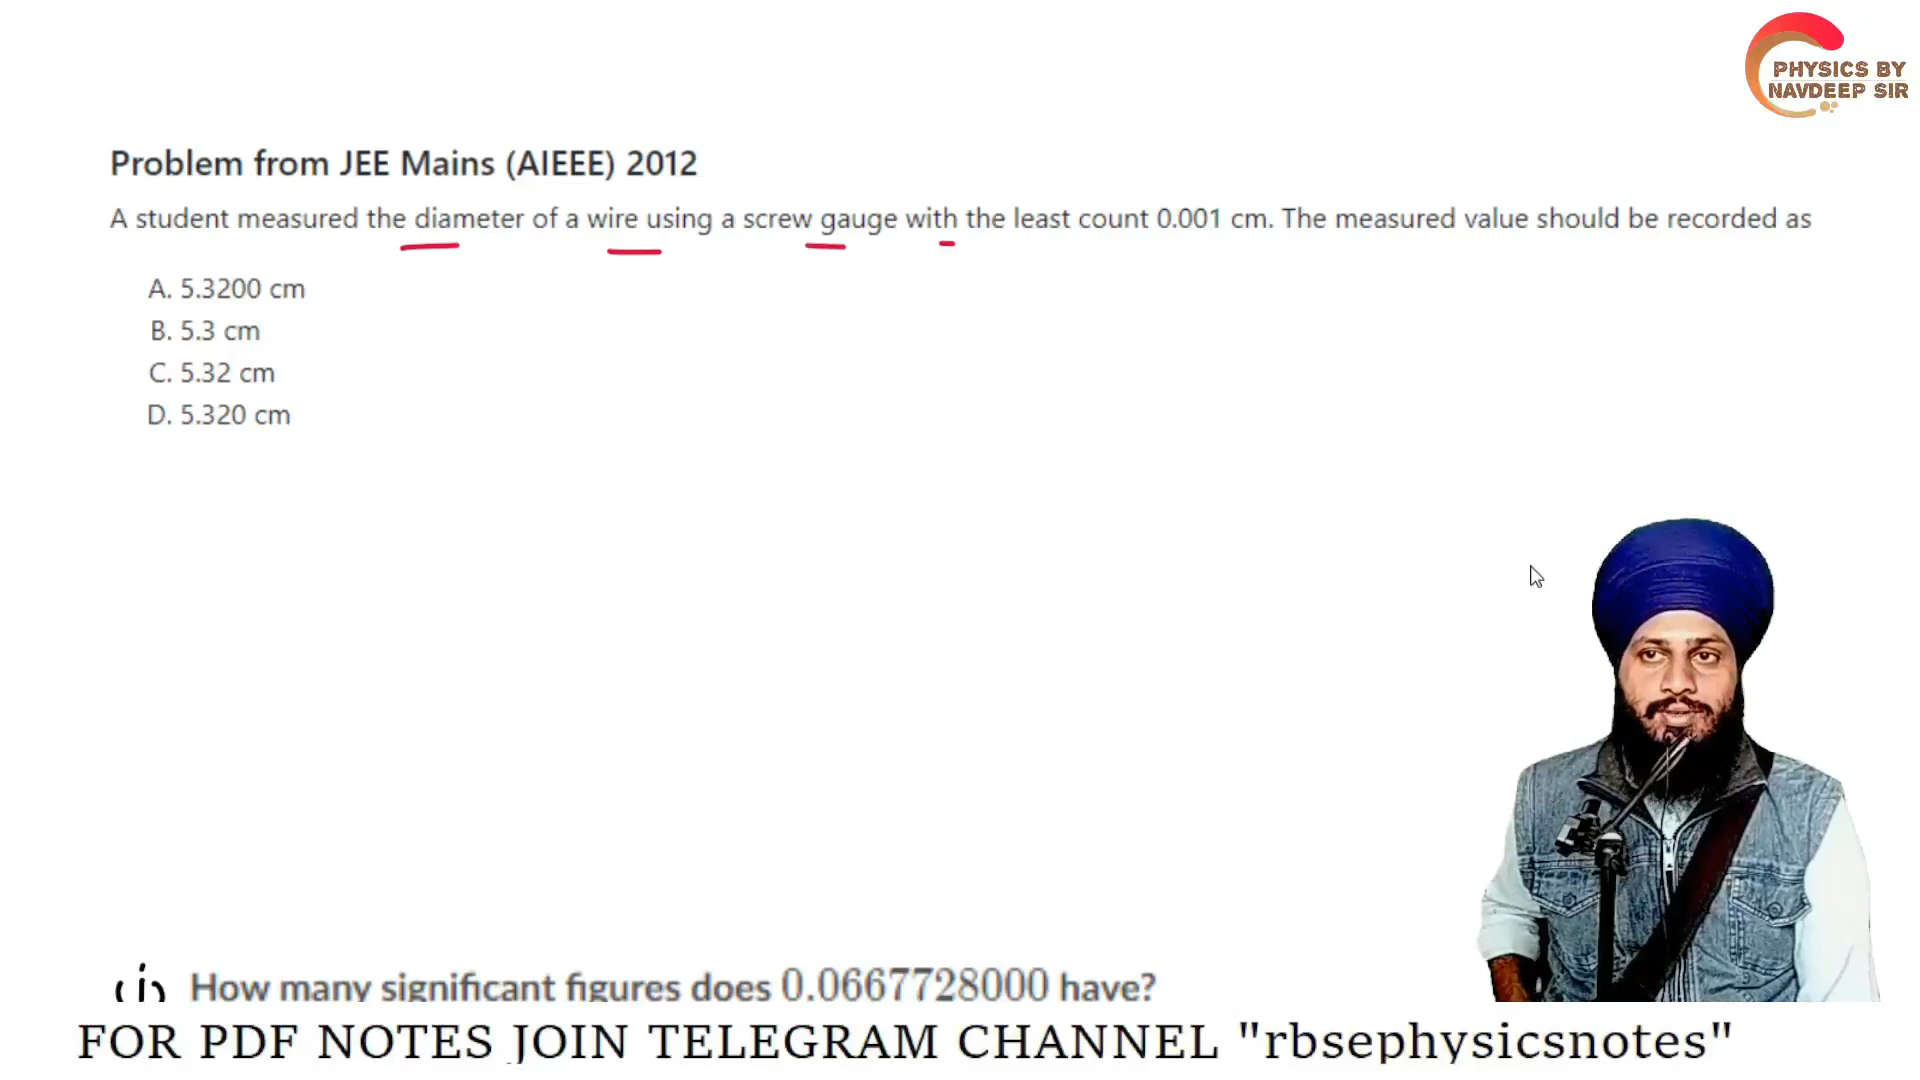 PHYSICS BY
NAVDEEP SIR
Problem from JEE Mains (AIEEE) 2012
A student measured the diameter of a wire using a screw gauge with the least count 0.001 cm. The measured value should be recorded as
A. 5.3200 cm
B. 5.3 cm
C. 5.32 cm
D. 5.320 cm
How many significant figures does 0.0667728000 have?
FOR PDF NOTES JOIN TELEGRAM CHANNEL "rbsephysicsnotes"